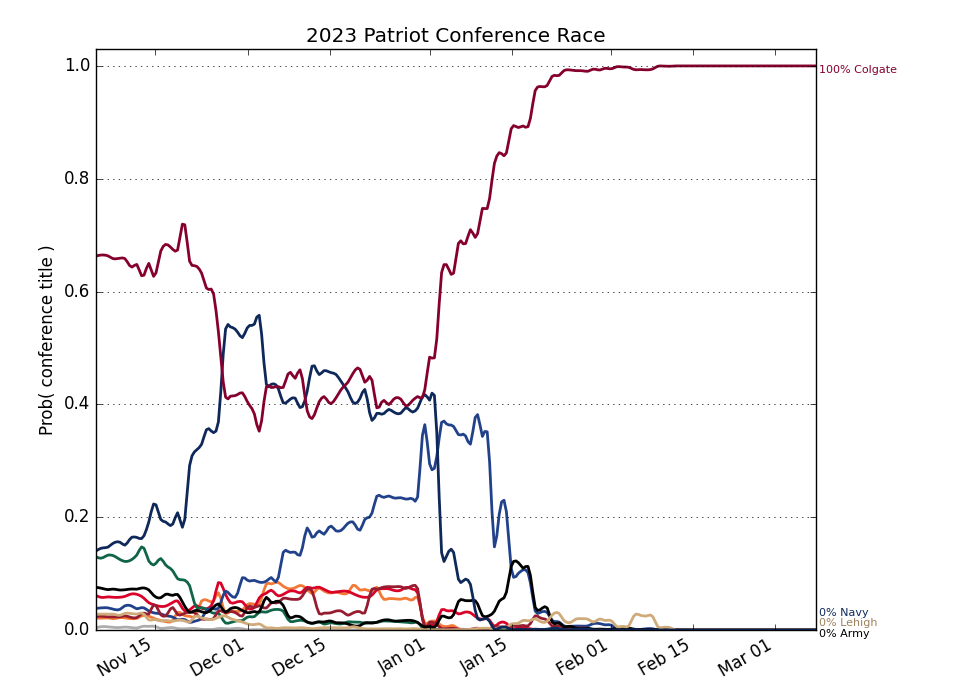 2023 Patriot Conference Race
Prob( conference title )
1.0
0.8
0.6
0.4
0.2
0.0
Nov 15
Dec 01
Dec 15
Jan 01
Jan 15
Feb 01
Feb 15
Mar 01
100% Colgate
0% Navy
0% Lehigh
0% Army